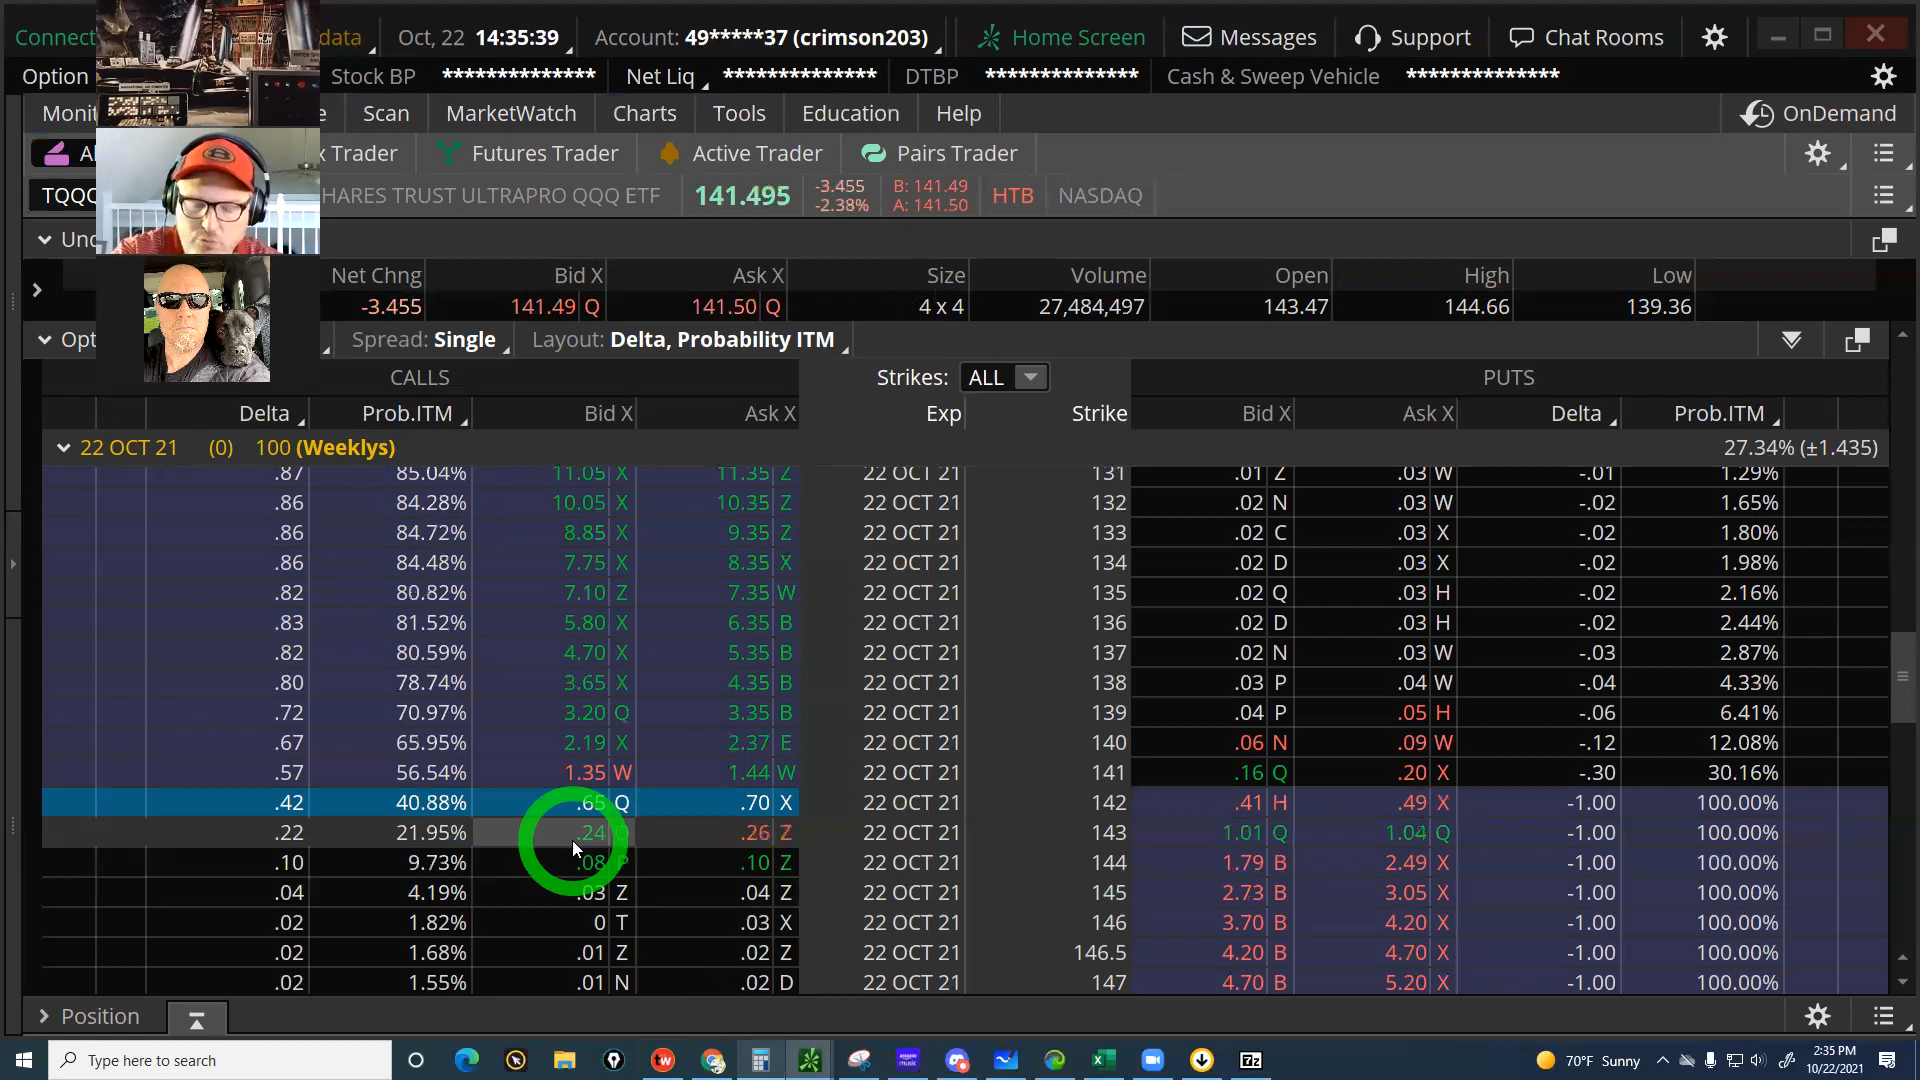 Connect data Oct, 22 14:35:39 Account: 49*****37 (crimson203) Home Screen Messages Support Chat Rooms
Option Stock BP ************** Net Liq ************** DTBP ************** Cash & Sweep Vehicle **************
Monit e Scan MarketWatch Charts Tools Education Help OnDemand
Al x Trader Futures Trader Active Trader Pairs Trader
TQQQ HARES TRUST ULTRAPRO QQQ ETF 141.495 -3.455 -2.38% B: 141.49 A: 141.50 HTB NASDAQ
Und
Net Chng Bid X Ask X Size Volume Open High Low
-3.455 141.49 Q 141.50 Q 4 x 4 27,484,497 143.47 144.66 139.36
Opt Spread: Single Layout: Delta, Probability ITM
CALLS Strikes: ALL PUTS
Delta Prob.ITM Bid X Ask X Exp Strike Bid X Ask X Delta Prob.ITM
22 OCT 21 (0) 100 (Weeklys) 27.34% (±1.435)
.87 85.04% 11.05 X 11.35 Z 22 OCT 21 131 .01 Z .03 W -.01 1.29%
.86 84.28% 10.05 X 10.35 Z 22 OCT 21 132 .02 N .03 W -.02 1.65%
.86 84.72% 8.85 X 9.35 Z 22 OCT 21 133 .02 C .03 X -.02 1.80%
.86 84.48% 7.75 X 8.35 X 22 OCT 21 134 .02 D .03 X -.02 1.98%
.82 80.82% 7.10 Z 7.35 W 22 OCT 21 135 .02 Q .03 H -.02 2.16%
.83 81.52% 5.80 X 6.35 B 22 OCT 21 136 .02 D .03 H -.02 2.44%
.82 80.59% 4.70 X 5.35 B 22 OCT 21 137 .02 N .03 W -.03 2.87%
.80 78.74% 3.65 X 4.35 B 22 OCT 21 138 .03 P .04 W -.04 4.33%
.72 70.97% 3.20 Q 3.35 B 22 OCT 21 139 .04 P .05 H -.06 6.41%
.67 65.95% 2.19 X 2.37 E 22 OCT 21 140 .06 N .09 W -.12 12.08%
.57 56.54% 1.35 W 1.44 W 22 OCT 21 141 .16 Q .20 X -.30 30.16%
.42 40.88% .65 Q .70 X 22 OCT 21 142 .41 H .49 X -1.00 100.00%
.22 21.95% .24 .26 Z 22 OCT 21 143 1.01 Q 1.04 Q -1.00 100.00%
.10 9.73% .08 P .10 Z 22 OCT 21 144 1.79 B 2.49 X -1.00 100.00%
.04 4.19% .03 Z .04 Z 22 OCT 21 145 2.73 B 3.05 X -1.00 100.00%
.02 1.82% 0 T .03 X 22 OCT 21 146 3.70 B 4.20 X -1.00 100.00%
.02 1.68% .01 Z .02 Z 22 OCT 21 146.5 4.20 B 4.70 X -1.00 100.00%
.02 1.55% .01 N .02 D 22 OCT 21 147 4.70 B 5.20 X -1.00 100.00%
Position
Type here to search 70°F Sunny 2:35 PM
10/22/2021